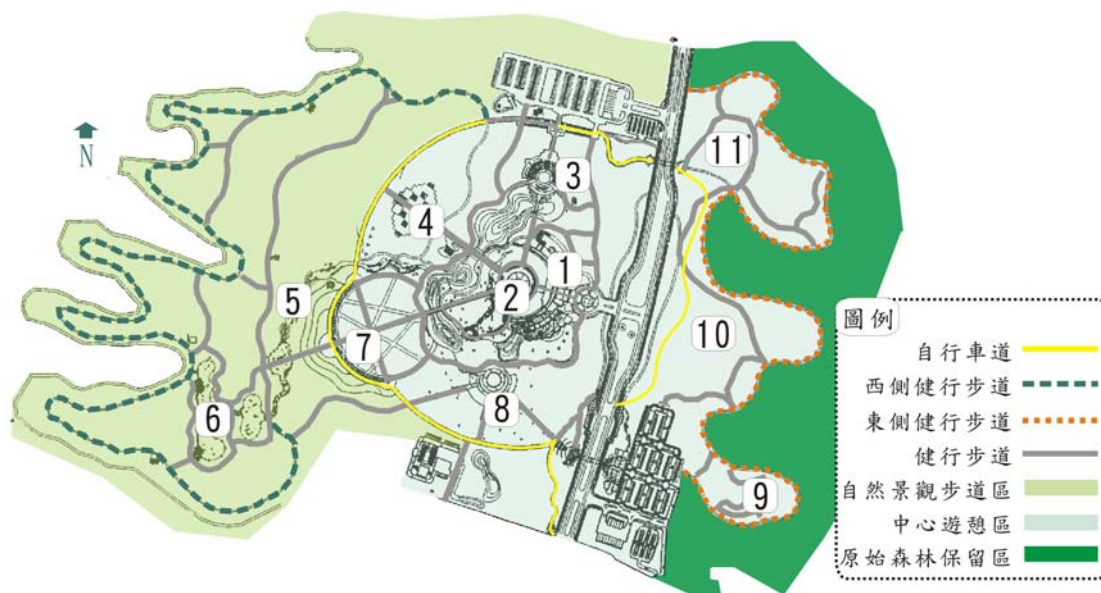 N
11
3
4
1
2
5
10
7
6
8
9
圖例
自行車道
西側健行步道
東側健行步道
健行步道
自然景觀步道區
中心遊憩區
原始森林保留區